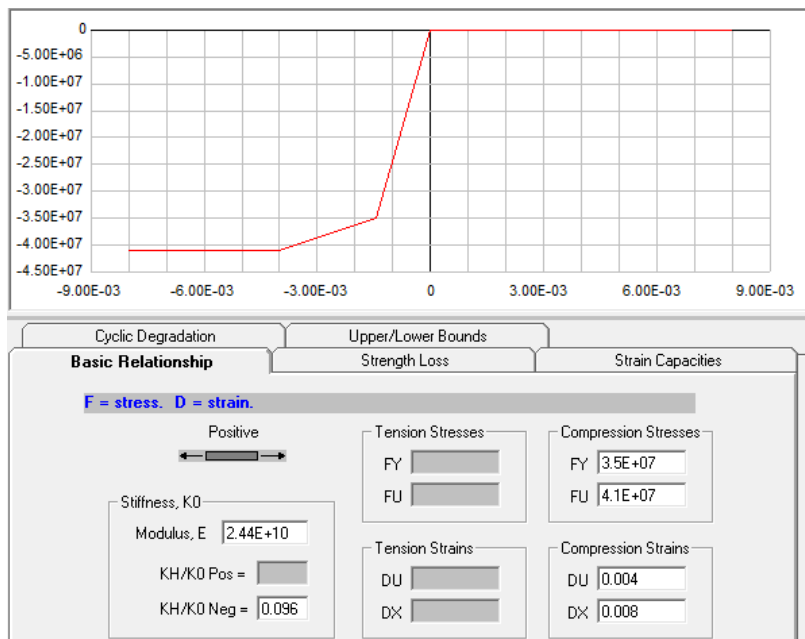 0
-5.00E+06
-1.00E+07
-1.50E+07
-2.00E+07
-2.50E+07
-3.00E+07
-3.50E+07
-4.00E+07
-4.50E+07
-9.00E-03 -6.00E-03 -3.00E-03 0 3.00E-03 6.00E-03 9.00E-03
Cyclic Degradation Upper/Lower Bounds
Basic Relationship Strength Loss Strain Capacities
F = stress. D = strain.
Positive
Tension Stresses
FY
FU
Compression Stresses
FY 3.5E+07
FU 4.1E+07
Stiffness, K0
Modulus, E 2.44E+10
KH/K0 Pos =
KH/K0 Neg = 0.096
Tension Strains
DU
DX
Compression Strains
DU 0.004
DX 0.008